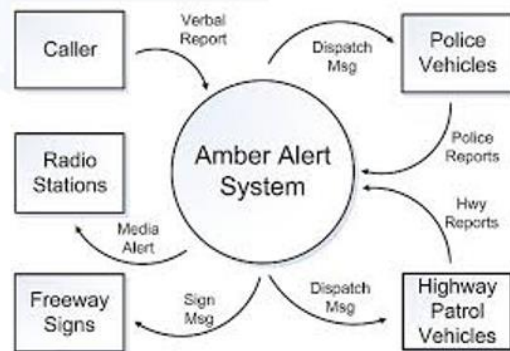 Caller
Verbal
Report
Dispatch
Msg
Police
Vehicles
Radio
Stations
Amber Alert
System
Police
Reports
Hwy
Reports
Media
Alert
Freeway
Signs
Sign
Msg
Dispatch
Msg
Highway
Patrol
Vehicles